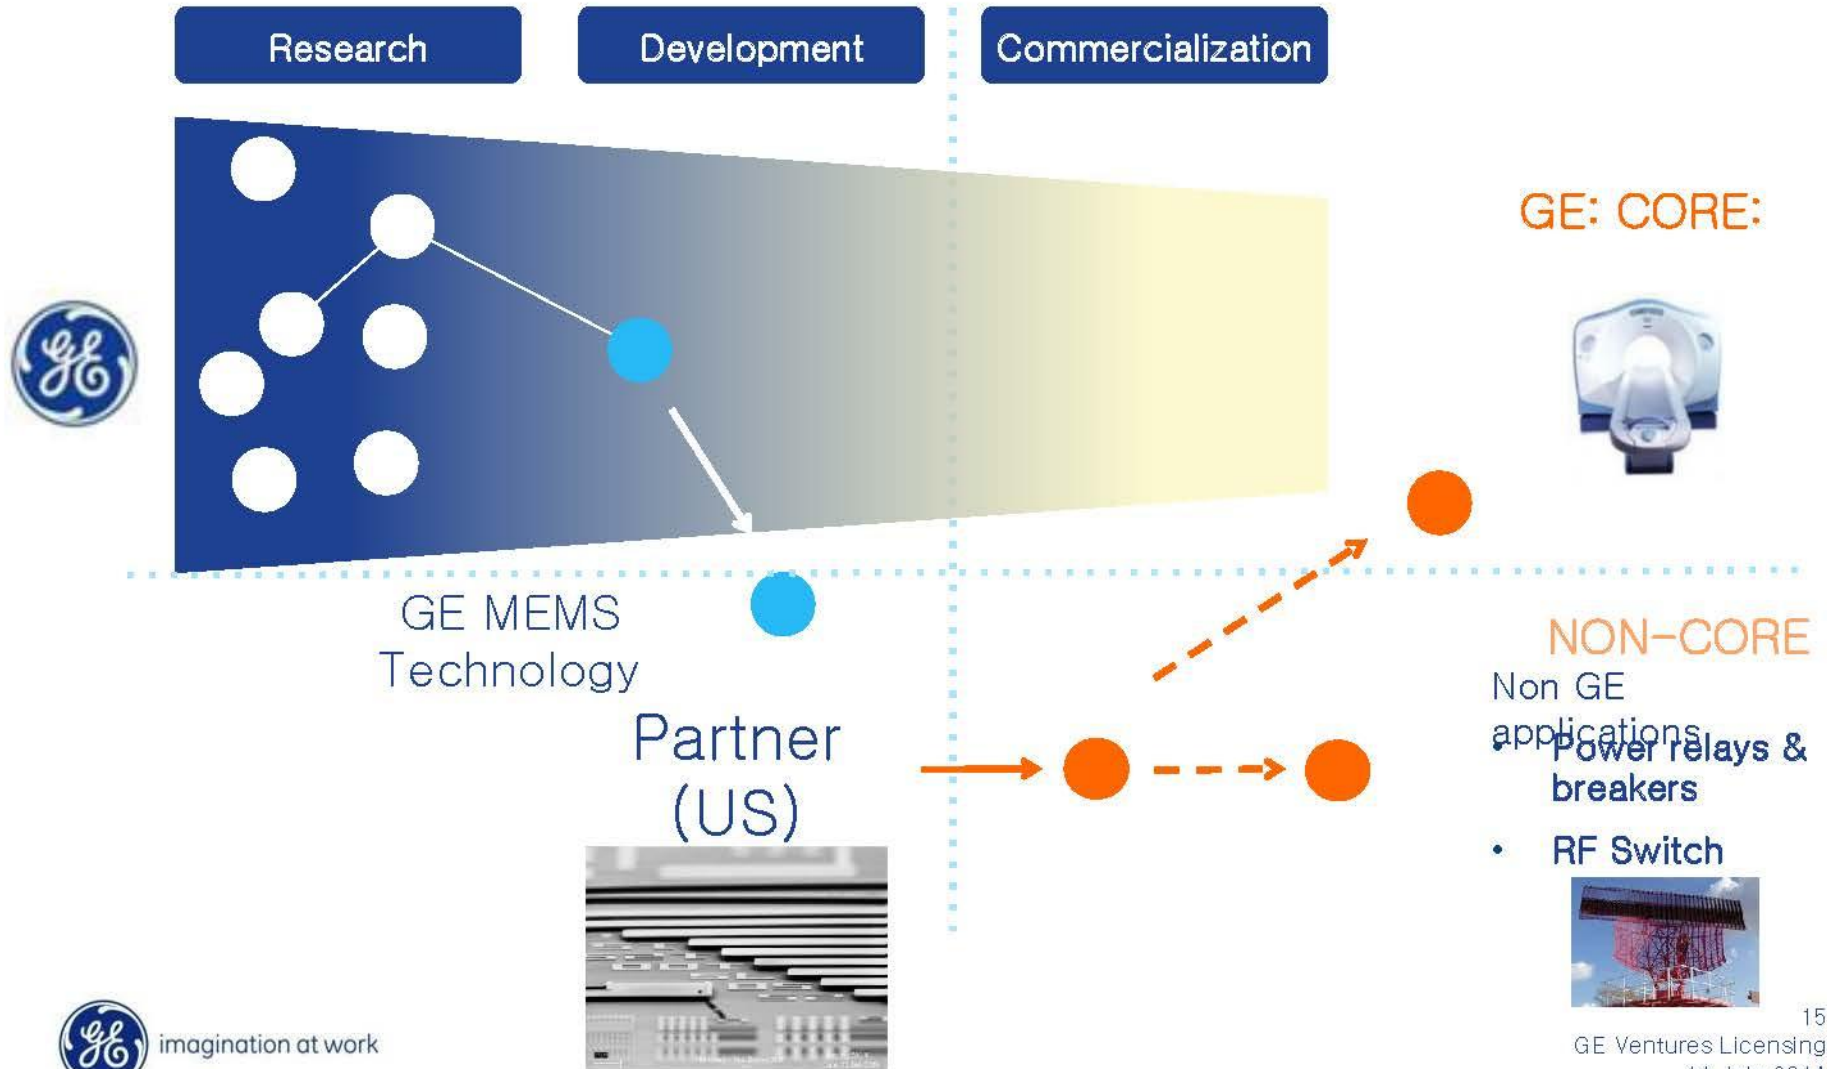 Research
Development
Commercialization
GE: CORE:
GE MEMS
Technology
Partner
(US)
NON-CORE
Non GE
applications
• Power relays &
breakers
• RF Switch
imagination at work
15
GE Ventures Licensing